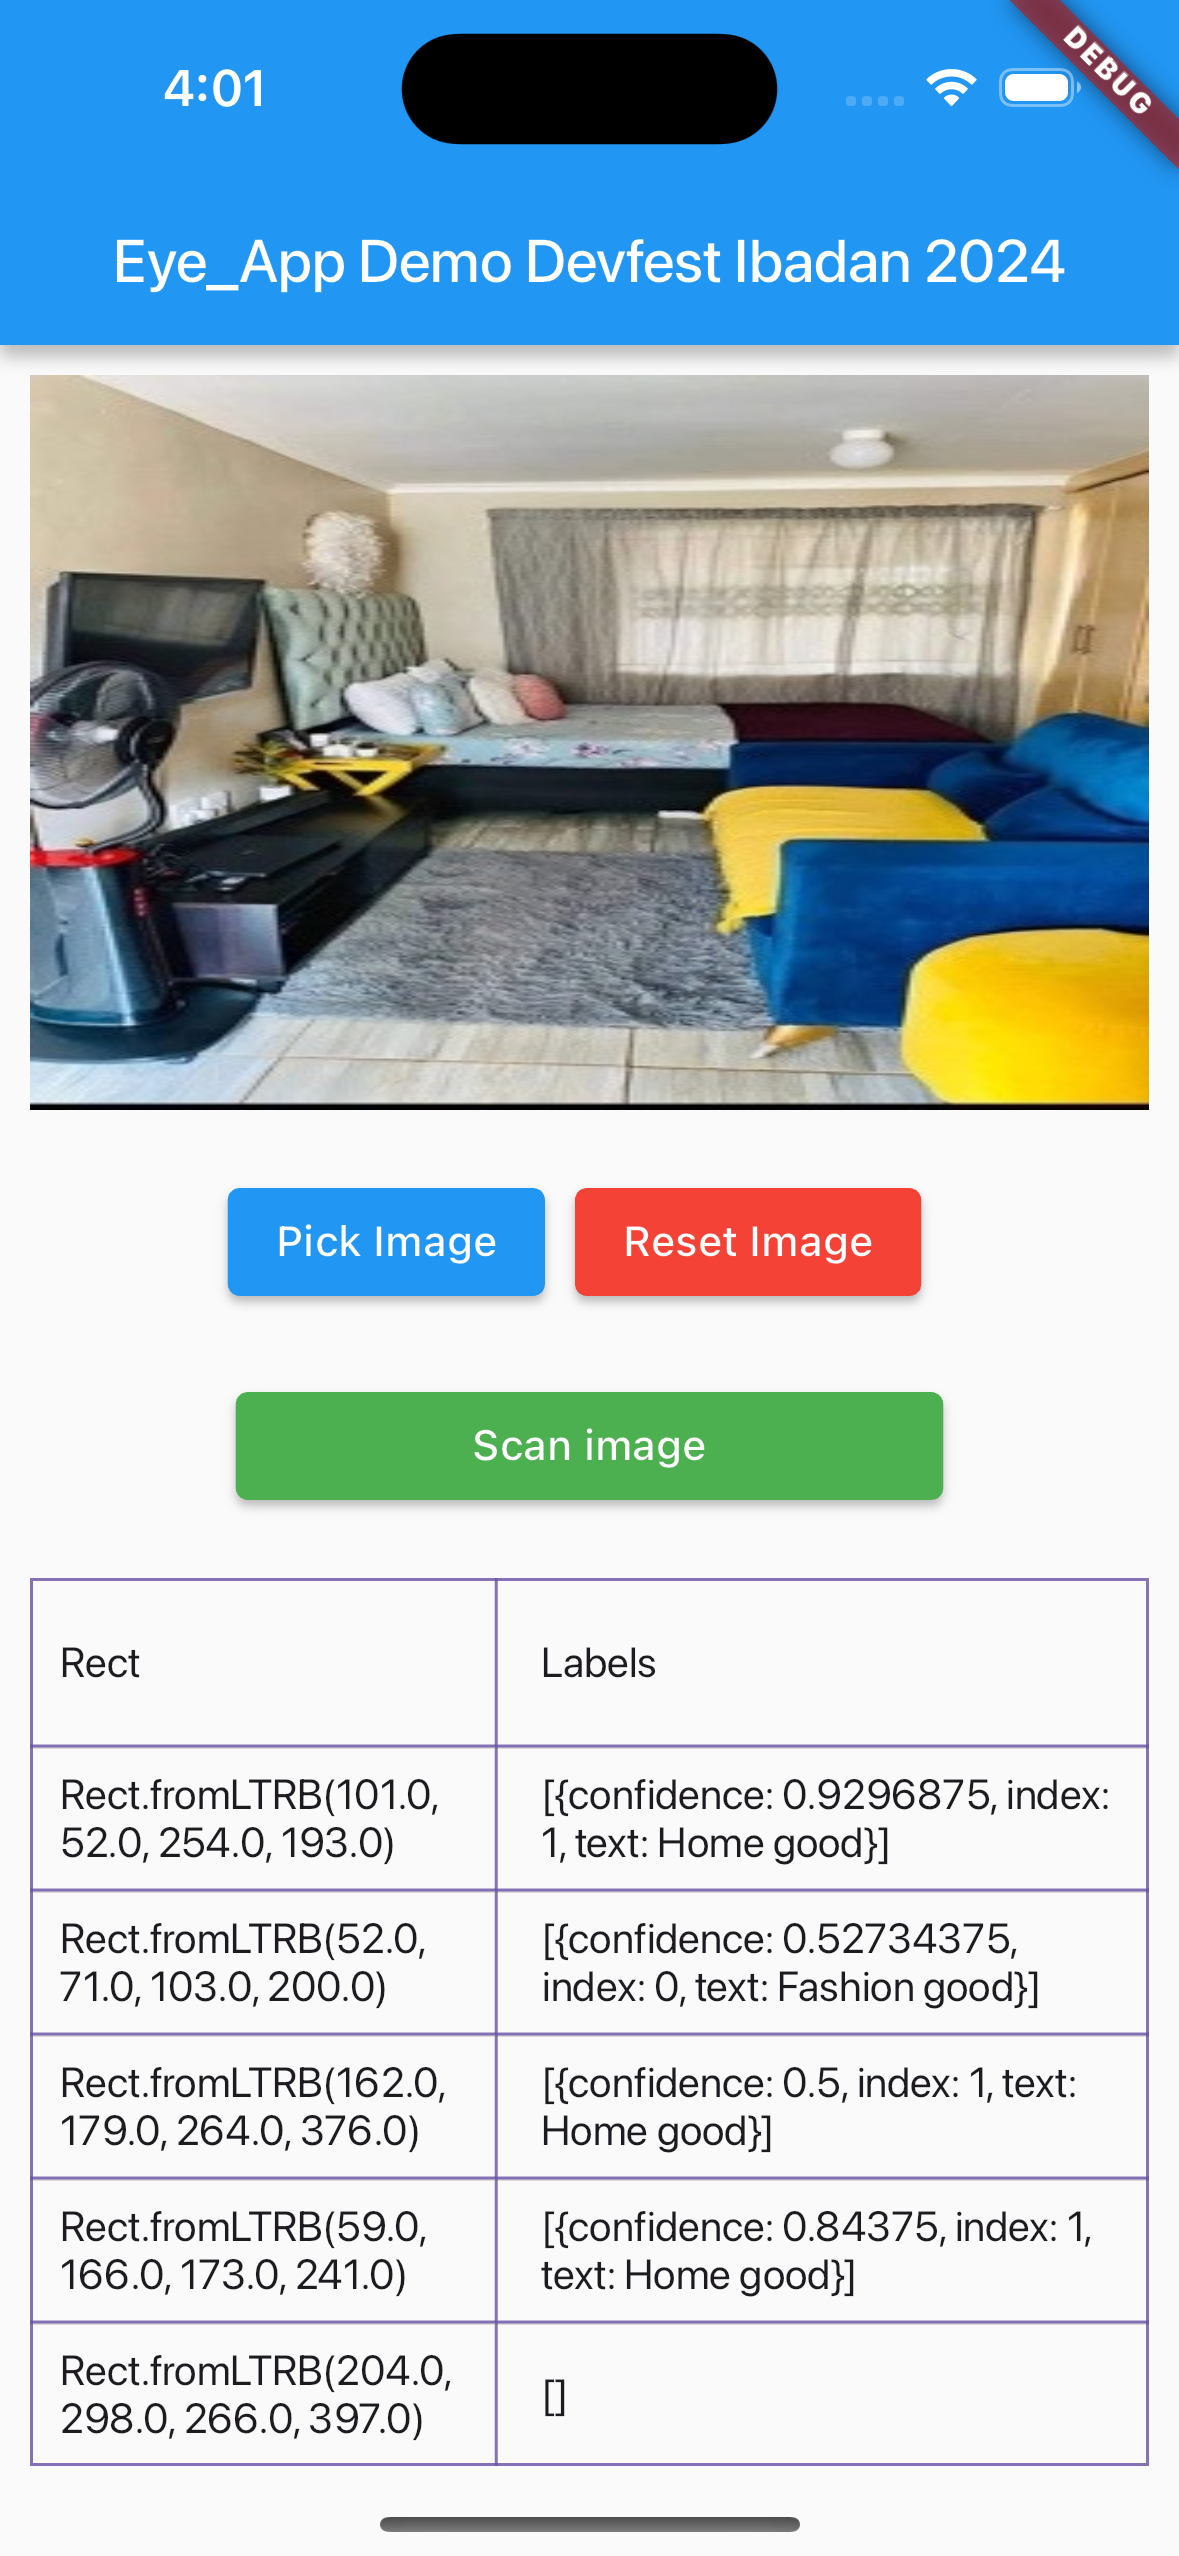 4:01
DEBUG
Eye_App Demo Devfest Ibadan 2024
Pick Image
Reset Image
Scan image
Rect
Labels
Rect.fromLTRB(101.0,
52.0, 254.0, 193.0)
[{confidence: 0.9296875, index:
1, text: Home good}]
Rect.fromLTRB(52.0,
71.0, 103.0, 200.0)
[{confidence: 0.52734375,
index: 0, text: Fashion good}]
Rect.fromLTRB(162.0,
179.0, 264.0, 376.0)
[{confidence: 0.5, index: 1, text:
Home good}]
Rect.fromLTRB(59.0,
166.0, 173.0, 241.0)
[{confidence: 0.84375, index: 1,
text: Home good}]
Rect.fromLTRB(204.0,
298.0, 266.0, 397.0)
[]